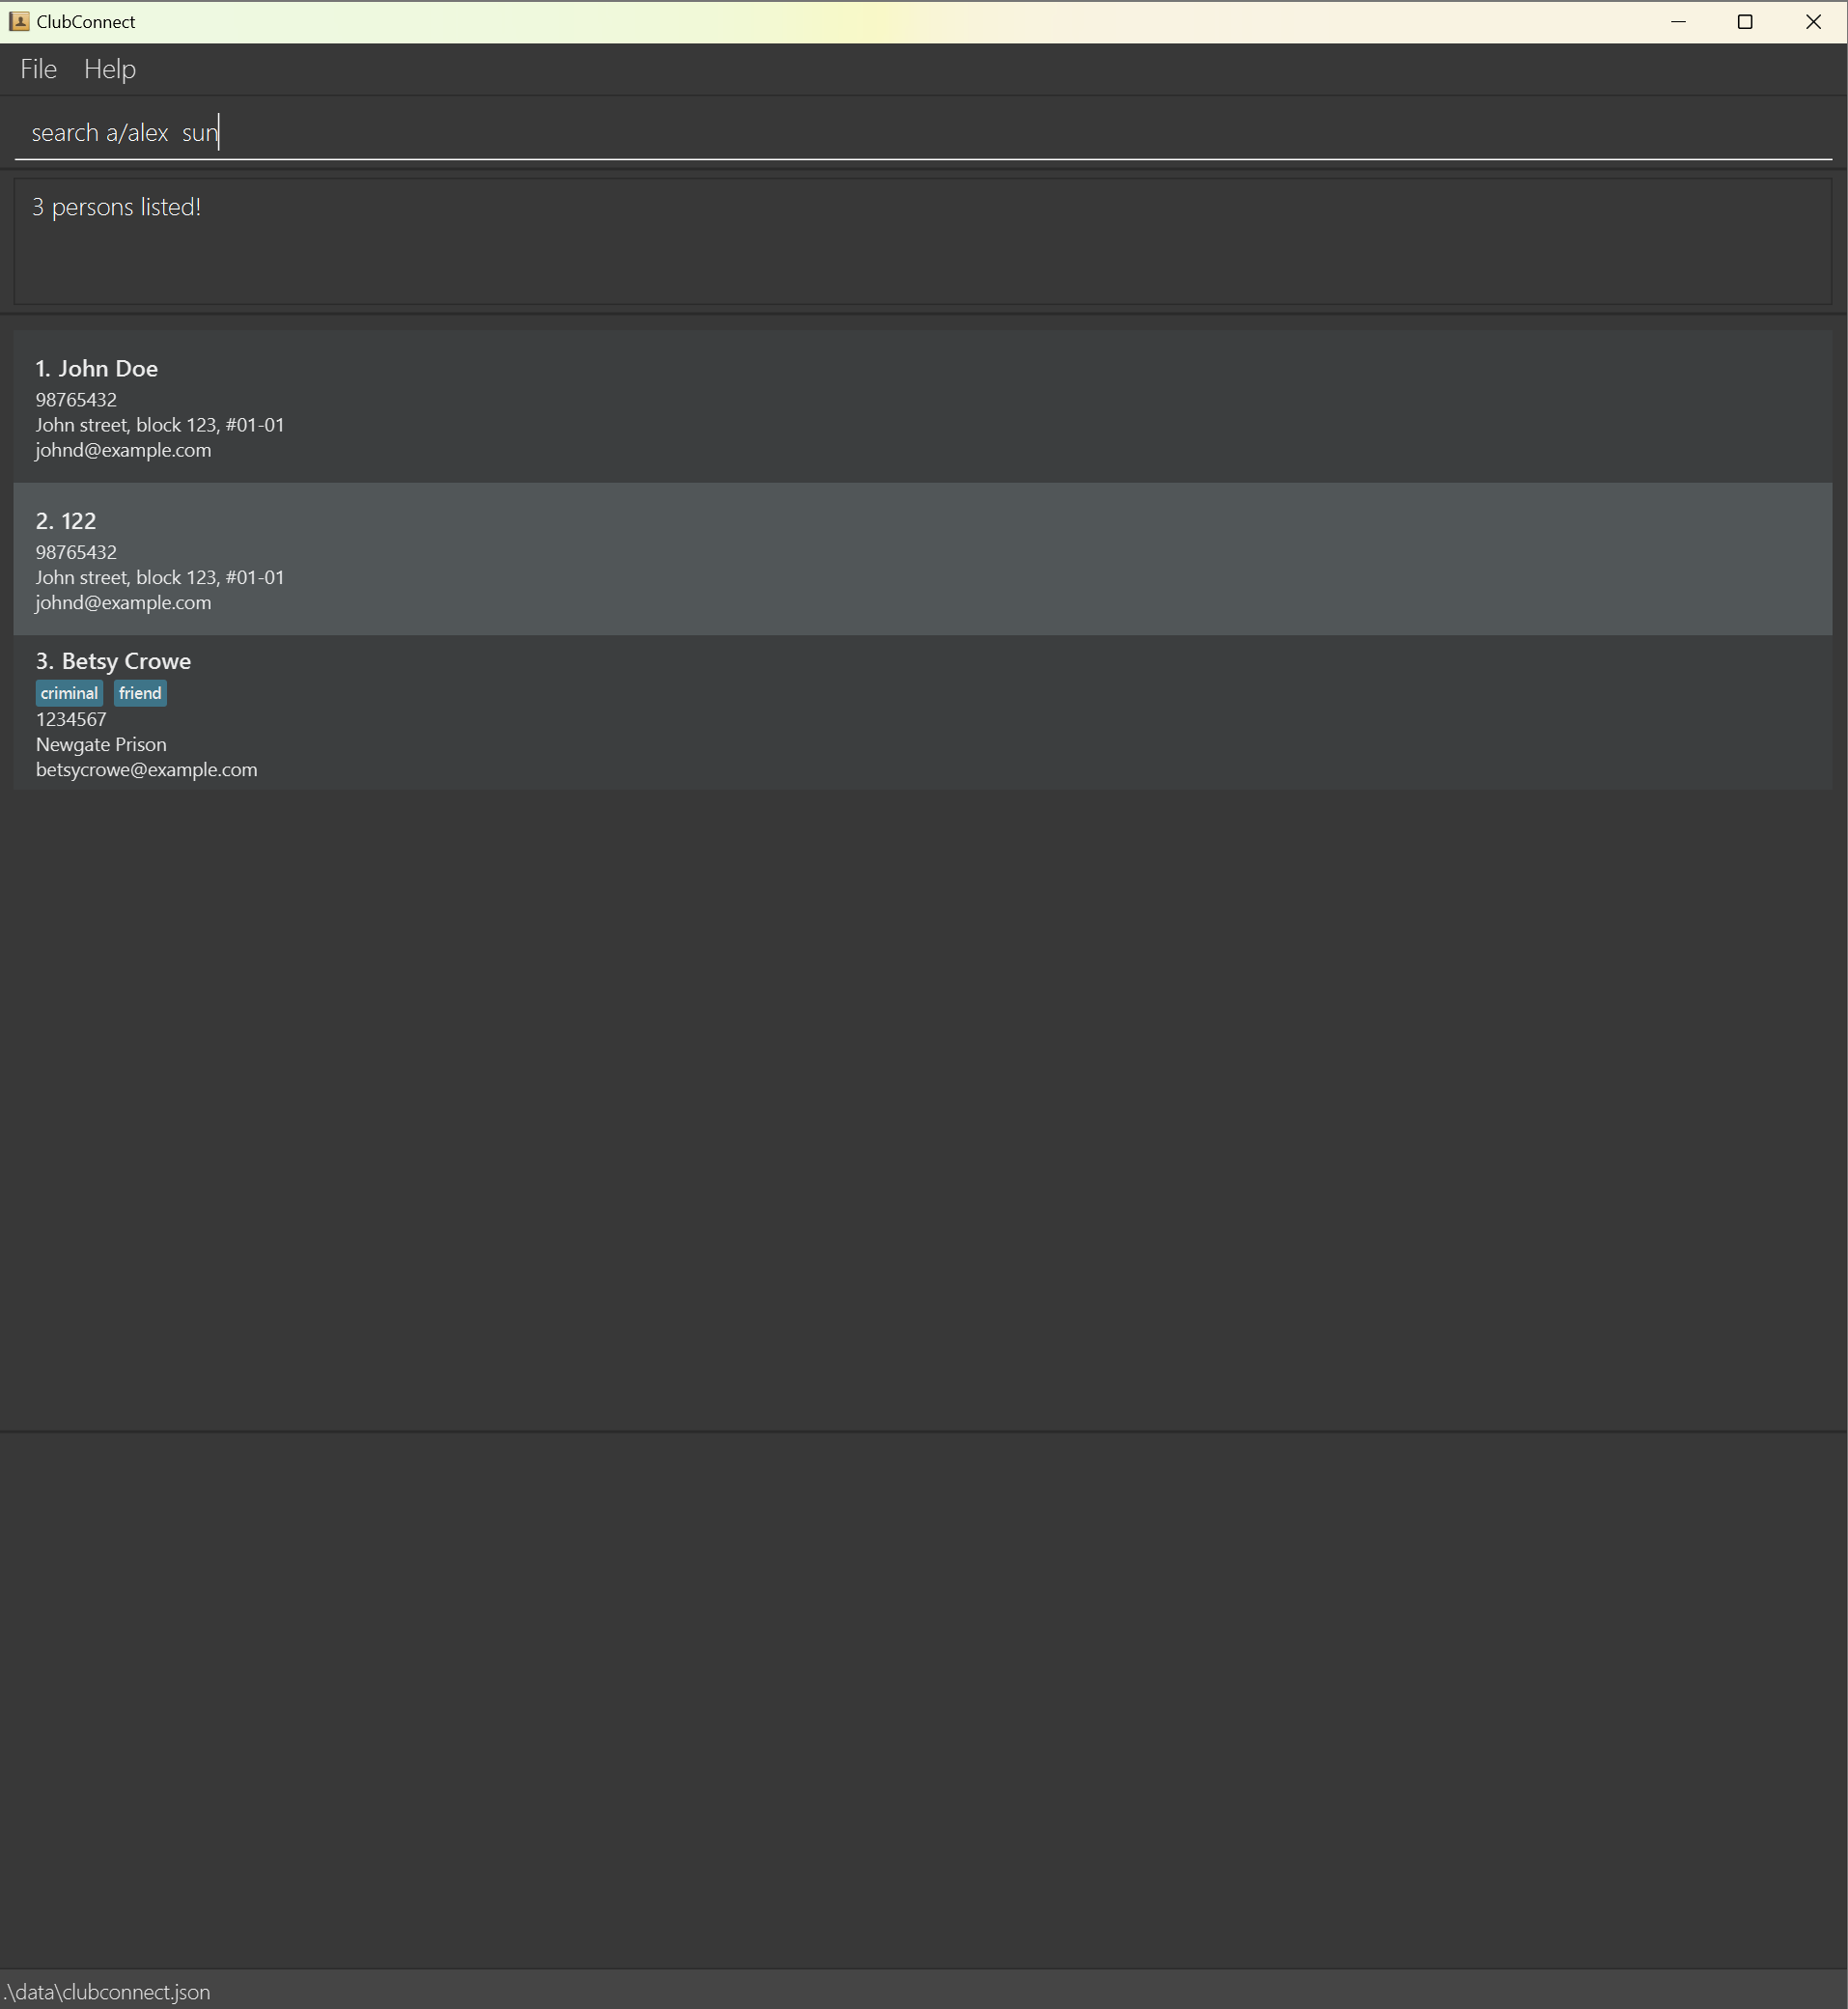 ClubConnect
File Help
search a/alex  sun
3 persons listed!
1. John Doe
98765432
John street, block 123, #01-01
johnd@example.com
2. 122
98765432
John street, block 123, #01-01
johnd@example.com
3. Betsy Crowe
criminal friend
1234567
Newgate Prison
betsycrowe@example.com
.\data\clubconnect.json